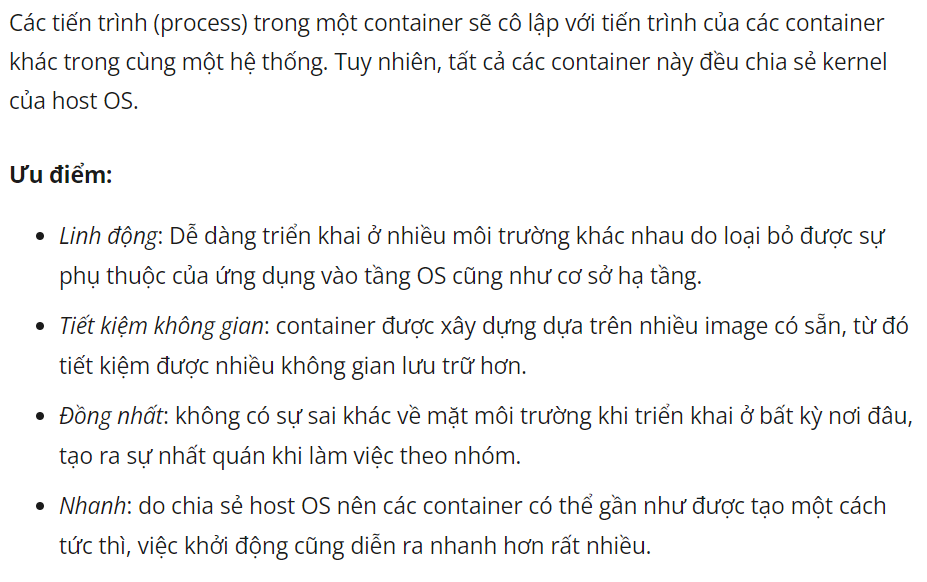 Các tiến trình (process) trong một container sẽ cô lập với tiến trình của các container
khác trong cùng một hệ thống. Tuy nhiên, tất cả các container này đều chia sẻ kernel
của host OS.
Ưu điểm:
• Linh động: Dễ dàng triển khai ở nhiều môi trường khác nhau do loại bỏ được sự
phụ thuộc của ứng dụng vào tầng OS cũng như cơ sở hạ tầng.
• Tiết kiệm không gian: container được xây dựng dựa trên nhiều image có sẵn, từ đó
tiết kiệm được nhiều không gian lưu trữ hơn.
• Đồng nhất: không có sự sai khác về mặt môi trường khi triển khai ở bất kỳ nơi đâu,
tạo ra sự nhất quán khi làm việc theo nhóm.
• Nhanh: do chia sẻ host OS nên các container có thể gần như được tạo một cách
tức thì, việc khởi động cũng diễn ra nhanh hơn rất nhiều.